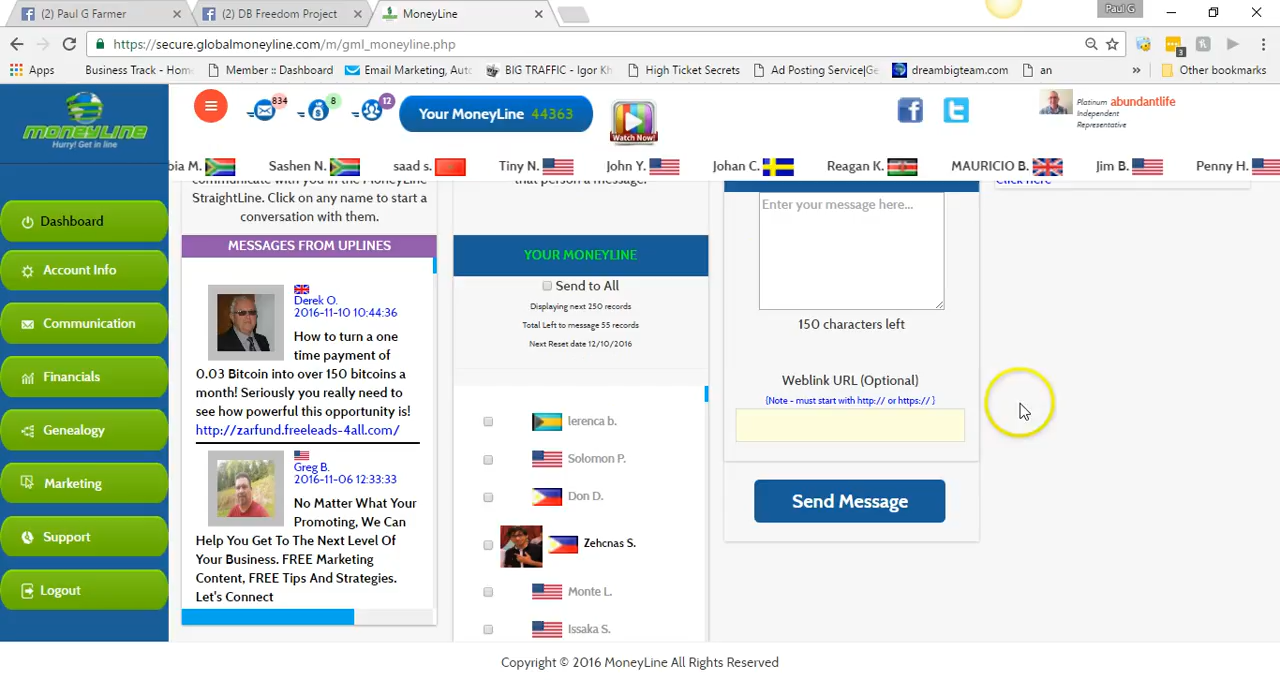 (2) Paul G Farmer
(2) DB Freedom Project
MoneyLine
Paul G
https://secure.globalmoneyline.com/m/gml_moneyline.php
3
Apps
Business Track - Hom
Member :: Dashboard
Email Marketing, Aut
BIG TRAFFIC - Igor Kh
High Ticket Secrets
Ad Posting Service|Ge
dreambigteam.com
an
Other bookmarks
MONEYLINE
Hurry! Get in line
834
8
12
Your MoneyLine 44363
Watch Now!
Platinum abundantlife
Independent
Representative
bia M.
Sashen N.
saad s.
Tiny N.
John Y.
Johan C.
Reagan K.
MAURICIO B.
Jim B.
Penny H.
Dashboard
Account Info
Communication
Financials
Genealogy
Marketing
Support
Logout
communicate with you in the MoneyLine
StraightLine. Click on any name to start a
conversation with them.
MESSAGES FROM UPLINES
Derek O.
2016-11-10 10:44:36
How to turn a one
time payment of
0.03 Bitcoin into over 150 bitcoins a
month! Seriously you really need to
see how powerful this opportunity is!
http://zarfund.freeleads-4all.com/
Greg B.
2016-11-06 12:33:33
No Matter What Your
Promoting, We Can
Help You Get To The Next Level Of
Your Business. FREE Marketing
Content, FREE Tips And Strategies.
Let's Connect
that person a message.
YOUR MONEYLINE
Send to All
Displaying next 250 records
Total Left to message 55 records
Next Reset date 12/10/2016
lerenca b.
Solomon P.
Don D.
Zehcnas S.
Monte L.
Issaka S.
Enter your message here...
150 characters left
Weblink URL (Optional)
{Note - must start with http:// or https:// }
Send Message
Click here
Copyright © 2016 MoneyLine All Rights Reserved